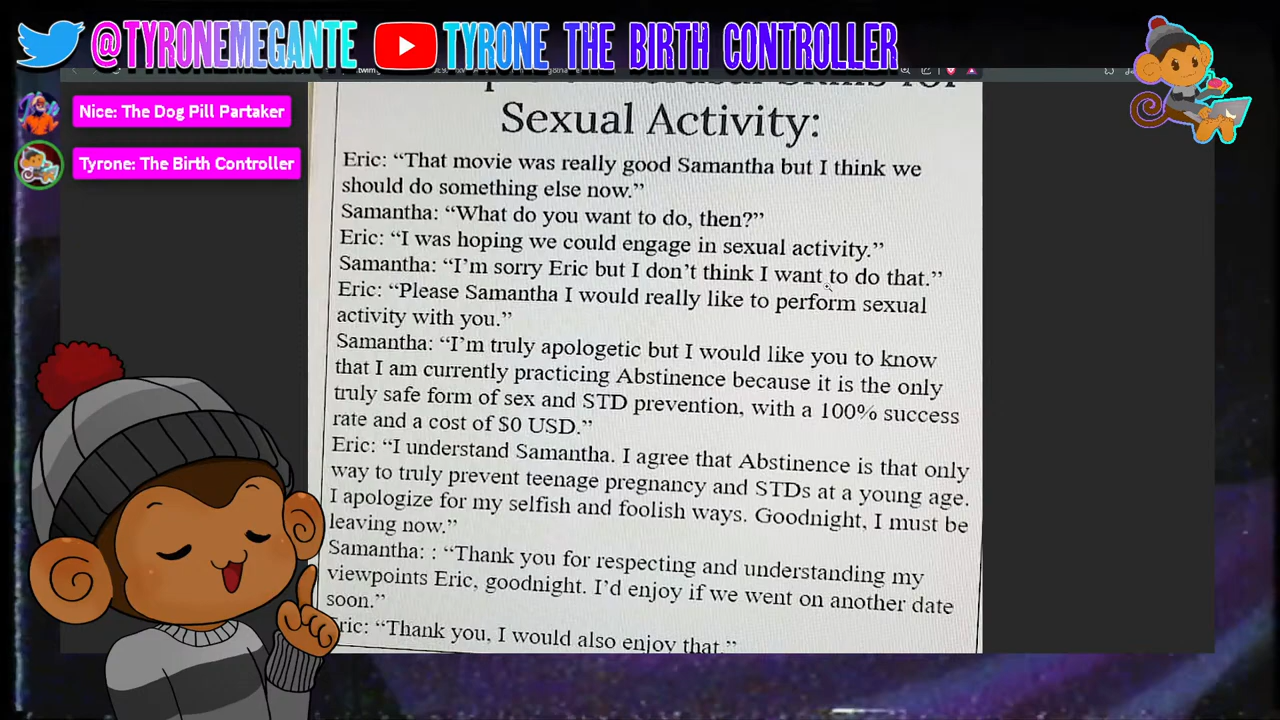 @TYRONEMEGANTE TYRONE THE BIRTH CONTROLLER
Nice: The Dog Pill Partaker
Tyrone: The Birth Controller
Sexual Activity:
Eric: “That movie was really good Samantha but I think we
should do something else now.”
Samantha: “What do you want to do, then?”
Eric: “I was hoping we could engage in sexual activity.”
Samantha: “I’m sorry Eric but I don’t think I want to do that.”
Eric: “Please Samantha I would really like to perform sexual
activity with you.”
Samantha: “I’m truly apologetic but I would like you to know
that I am currently practicing Abstinence because it is the only
truly safe form of sex and STD prevention, with a 100% success
rate and a cost of $0 USD.”
Eric: “I understand Samantha. I agree that Abstinence is that only
way to truly prevent teenage pregnancy and STDs at a young age.
I apologize for my selfish and foolish ways. Goodnight, I must be
leaving now.”
Samantha: : “Thank you for respecting and understanding my
viewpoints Eric, goodnight. I’d enjoy if we went on another date
soon.”
Eric: “Thank you, I would also enjoy that.”